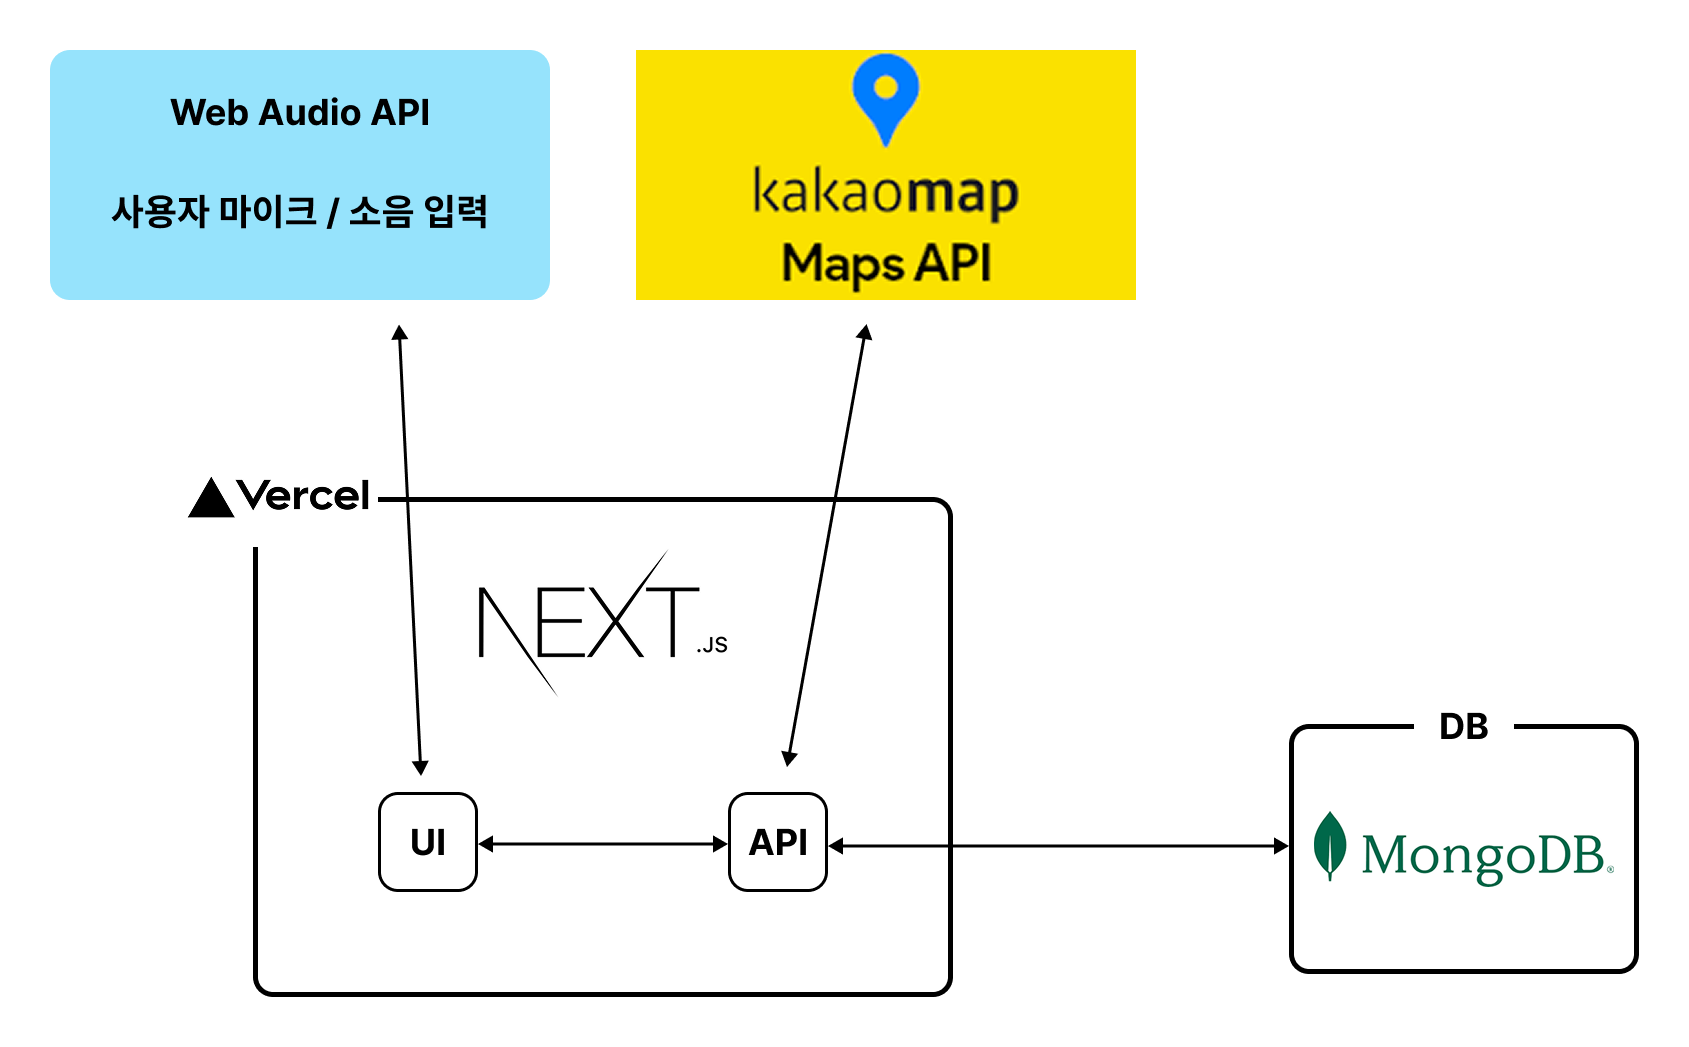 Web Audio API
사용자 마이크 / 소음 입력
kakaomap
Maps API
Vercel
NEXT.JS
UI
API
DB
MongoDB®